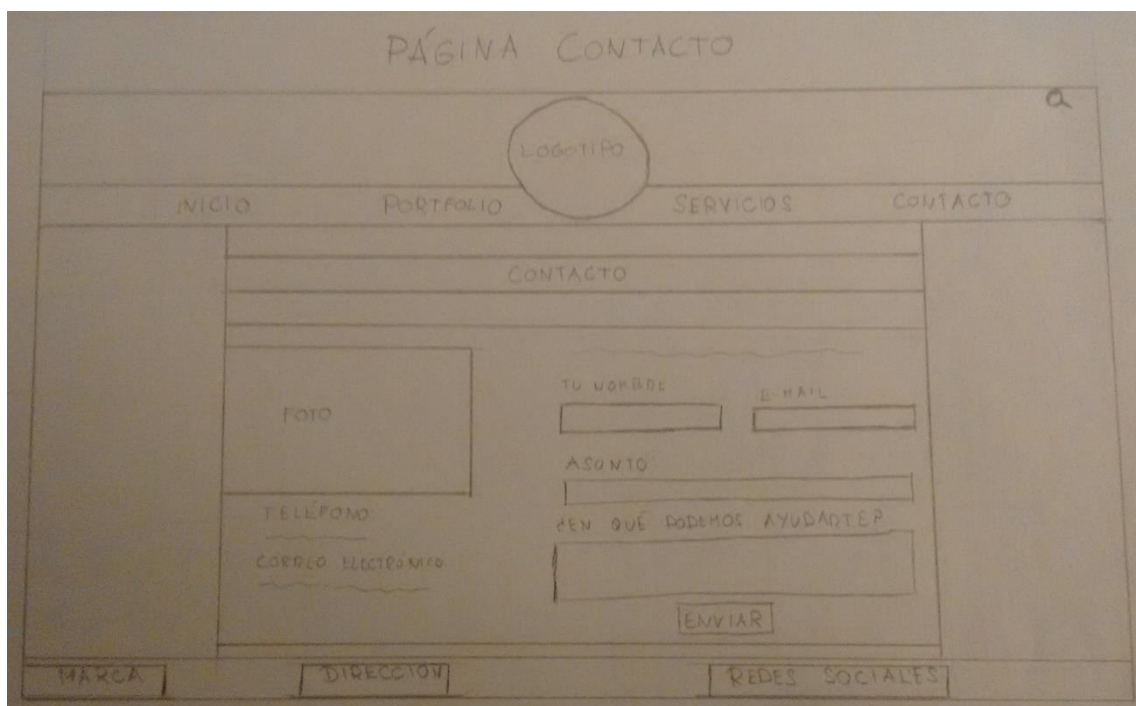 PÁGINA CONTACTO
LOGOTIPO
INICIO PORTFOLIO SERVICIOS CONTACTO
CONTACTO
FOTO
TU NOMBRE E-MAIL
ASUNTO
TELÉFONO
¿EN QUÉ PODEMOS AYUDARTE?
CORREO ELECTRÓNICO
ENVIAR
MARCA DIRECCIÓN REDES SOCIALES